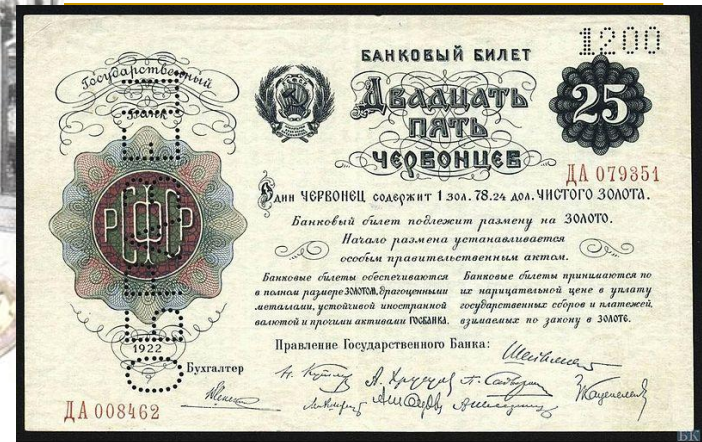 1200
БАНКОВЫЙ БИЛЕТ
Государственный
Банк
ДВАДЦАТЬ
ПЯТЬ
ЧЕРВОНЦЕВ
25
ДА 079351
Один ЧЕРВОНЕЦ содержит 1 зол. 78.24 дол. ЧИСТОГО ЗОЛОТА.
Банковый билет подлежит размену на ЗОЛОТО.
Начало размена устанавливается
особым правительственным актом.
РСФСР
Банковые билеты обеспечиваются
в полном размере ЗОЛОТОМ, драгоценными
металлами, устойчивой иностранной
валютой и прочими активами ГОСБАНКА.
Банковые билеты принимаются по
их нарицательной цене в уплату
государственных сборов и платежей,
взимаемых по закону в ЗОЛОТЕ.
1922
Правление Государственного Банка:
Бухгалтер
ДА 008462
БК